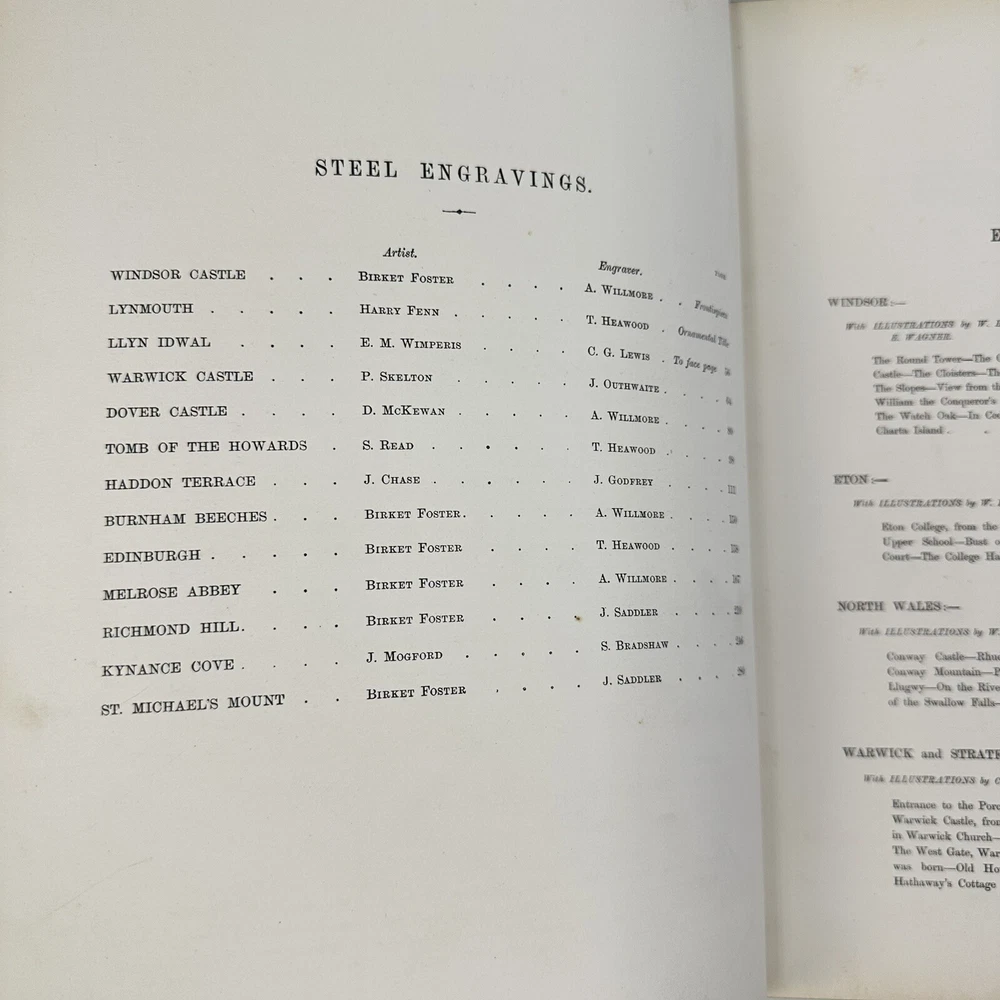 STEEL ENGRAVINGS.
Artist. Engraver.
WINDSOR CASTLE . . . BIRKET FOSTER . . . . A. WILLMORE . . Frontispiece
LYNMOUTH . . . . . HARRY FENN . . . . . T. HEAWOOD . Ornamental Title
LLYN IDWAL . . . . E. M. WIMPERIS . . . . C. G. LEWIS . To face page
WARWICK CASTLE . . . P. SKELTON . . . . . J. OUTHWAITE . . . .
DOVER CASTLE . . . . D. MCKEWAN . . . . . A. WILLMORE . . . .
TOMB OF THE HOWARDS . S. READ . . . . . . T. HEAWOOD . . . .
HADDON TERRACE . . . J. CHASE . . . . . . J. GODFREY . . . .
BURNHAM BEECHES . . . BIRKET FOSTER . . . . . A. WILLMORE . . . .
EDINBURGH . . . . . BIRKET FOSTER . . . . T. HEAWOOD . . . .
MELROSE ABBEY . . . BIRKET FOSTER . . . . A. WILLMORE . . . .
RICHMOND HILL . . . . BIRKET FOSTER . . . . J. SADDLER . . . .
KYNANCE COVE . . . . J. MOGFORD . . . . . S. BRADSHAW . . . .
ST. MICHAEL'S MOUNT . . BIRKET FOSTER . . . . J. SADDLER . . . .
WINDSOR:—
With ILLUSTRATIONS by W.
E. WAGNER.
The Round Tower—The
Castle—The Cloisters—
The Slopes—View from
William the Conqueror's
The Watch Oak—In
Charta Island .
ETON:—
With ILLUSTRATIONS by W.
Eton College, from the
Upper School—Bust
Court—The College
NORTH WALES:—
With ILLUSTRATIONS by W.
Conway Castle—
Conway Mountain—
Llugwy—On the
of the Swallow Falls—
WARWICK and
With ILLUSTRATIONS by
Entrance to the
Warwick Castle,
in Warwick Church—
The West Gate,
was born—Old
Hathaway's Cottage